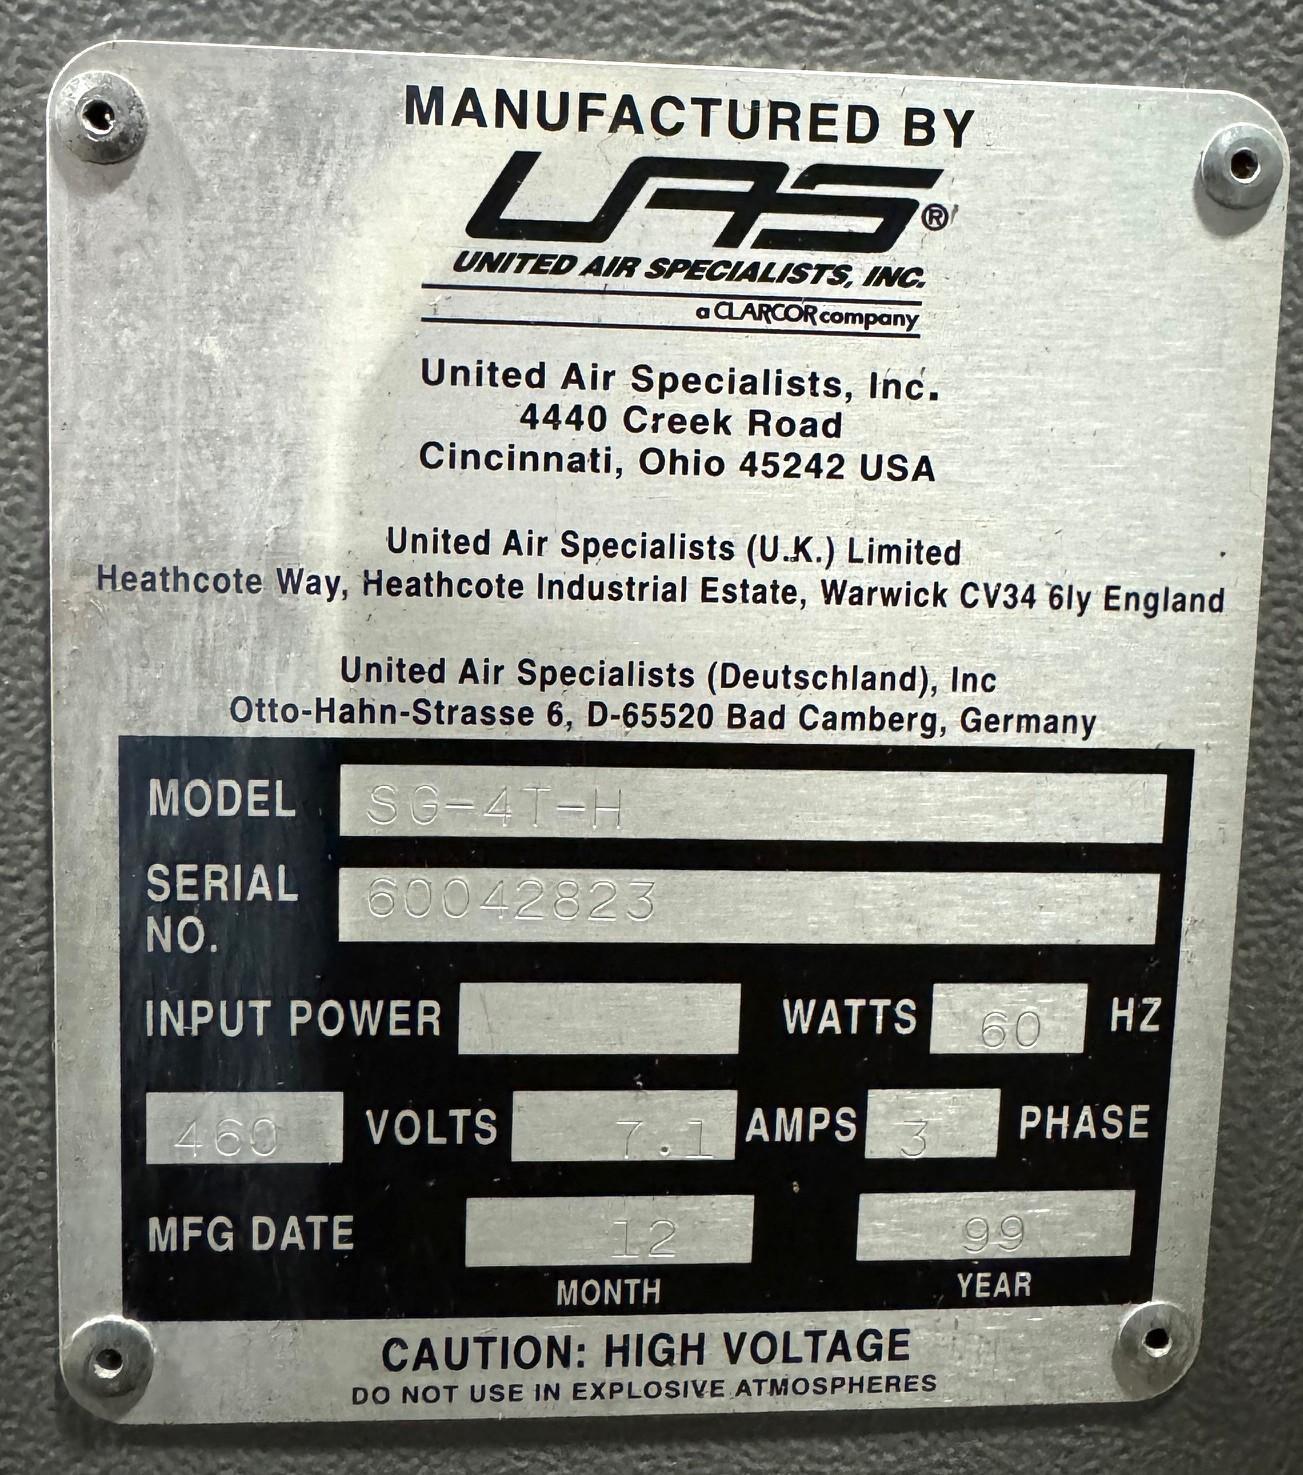 MANUFACTURED BY
UAS®
UNITED AIR SPECIALISTS, INC.
a CLARCOR company
United Air Specialists, Inc.
4440 Creek Road
Cincinnati, Ohio 45242 USA
United Air Specialists (U.K.) Limited
Heathcote Way, Heathcote Industrial Estate, Warwick CV34 6ly England
United Air Specialists (Deutschland), Inc
Otto-Hahn-Strasse 6, D-65520 Bad Camberg, Germany
MODEL SG-4T-H
SERIAL NO. 60042823
INPUT POWER WATTS 60 HZ
460 VOLTS 7.1 AMPS 3 PHASE
MFG DATE 12 99
MONTH YEAR
CAUTION: HIGH VOLTAGE
DO NOT USE IN EXPLOSIVE ATMOSPHERES